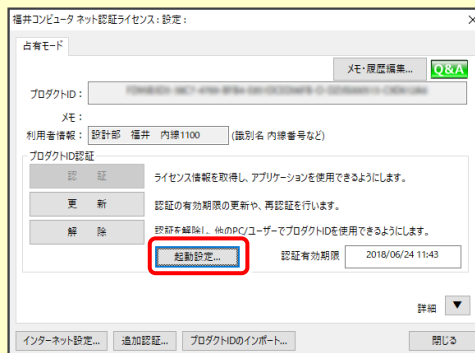 福井コンピュータ ネット認証ライセンス : 設定 :
占有モード
メモ・履歴編集... Q&A
プロダクトID :
メモ :
利用者情報 : 設計部 福井 内線1100 (識別名 内線番号など)
プロダクトID認証
認 証 ライセンス情報を取得し、アプリケーションを使用できるようにします。
更 新 認証の有効期限の更新や、再認証を行います。
解 除 認証を解除し、他のPC/ユーザーでプロダクトIDを使用できるようにします。
起動設定... 認証有効期限 2018/06/24 11:43
詳細 ▼
インターネット設定... 追加認証... プロダクトIDのインポート... 閉じる